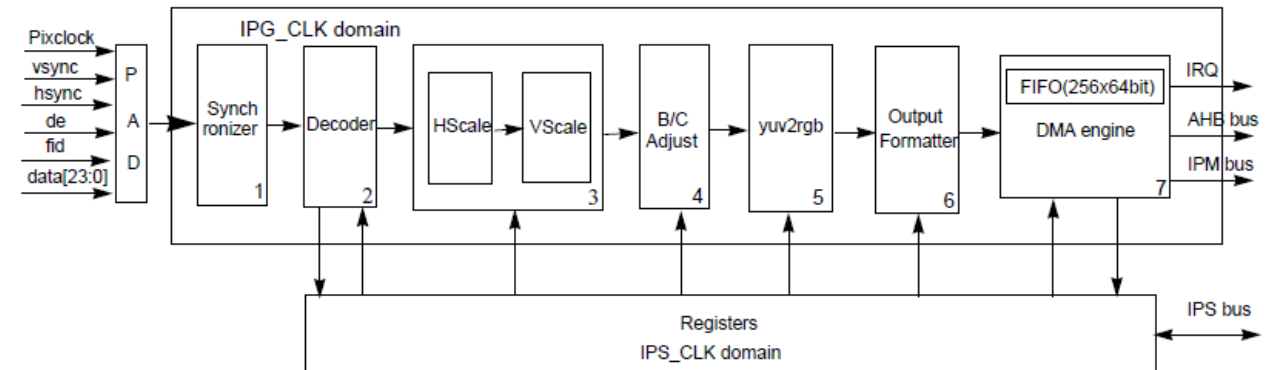 IPG_CLK domain
Pixclock
vsync
hsync
de
fid
data[23:0]
P
A
D
Synch
ronizer
1
Decoder
2
HScale
VScale
3
B/C
Adjust
4
yuv2rgb
5
Output
Formatter
6
FIFO(256x64bit)
DMA engine
7
IRQ
AHB bus
IPM bus
Registers
IPS_CLK domain
IPS bus